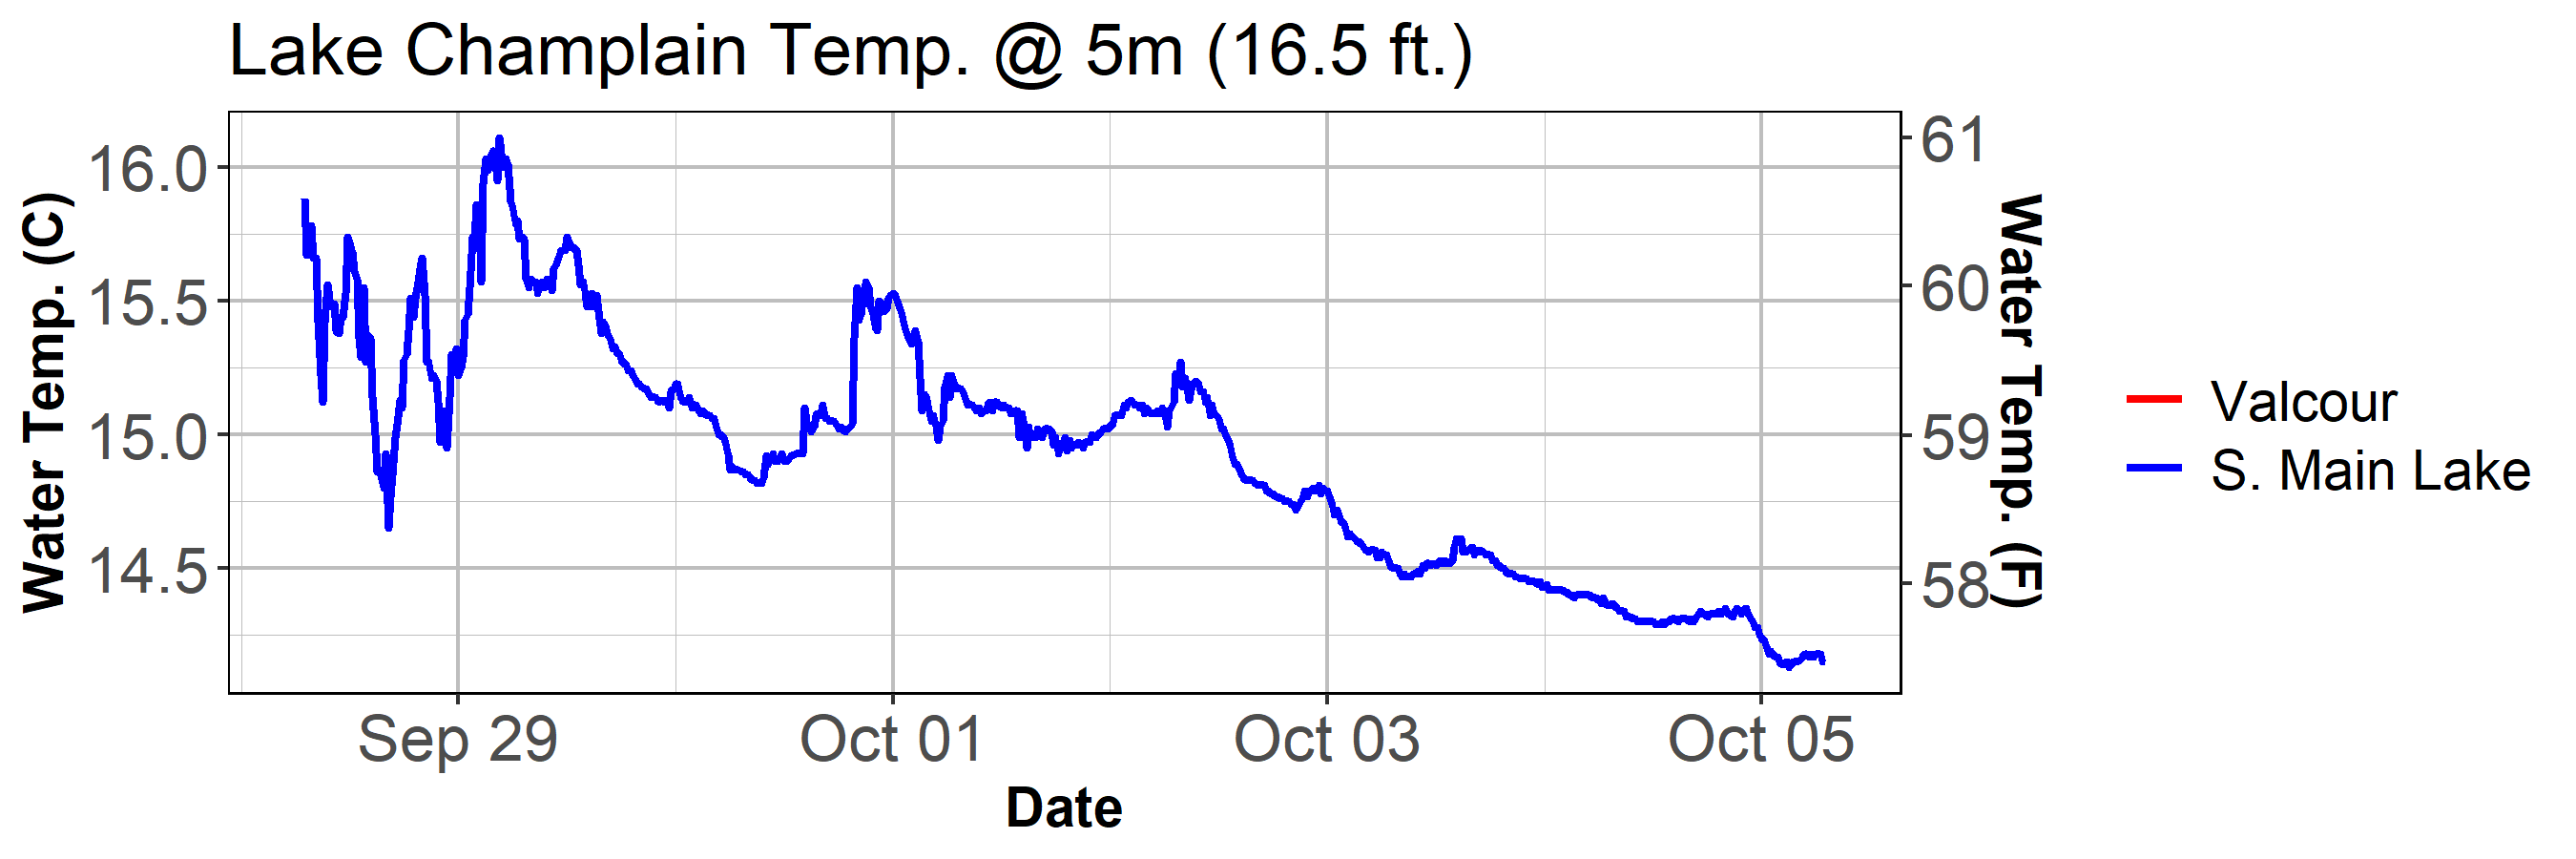 Lake Champlain Temp. @ 5m (16.5 ft.)
Water Temp. (C)
16.0
15.5
15.0
14.5
61
60
59
58
Water Temp. (F)
Sep 29
Oct 01
Oct 03
Oct 05
Date
Valcour
S. Main Lake